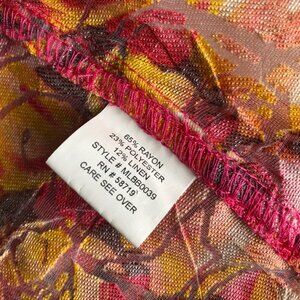 65% RAYON
23% POLYESTER
12% LINEN
STYLE # MLB60039
RN # 58719
CARE SEE OVER